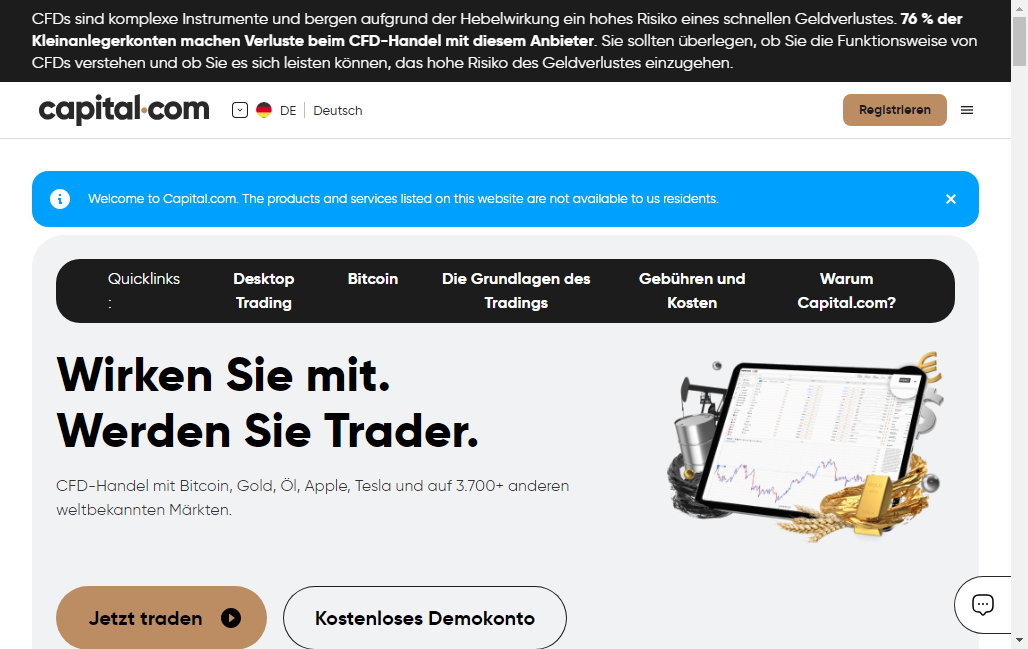 CFDs sind komplexe Instrumente und bergen aufgrund der Hebelwirkung ein hohes Risiko eines schnellen Geldverlustes. 76 % der
Kleinanlegerkonten machen Verluste beim CFD-Handel mit diesem Anbieter. Sie sollten überlegen, ob Sie die Funktionsweise von
CFDs verstehen und ob Sie es sich leisten können, das hohe Risiko des Geldverlustes einzugehen.
capital.com
DE
Deutsch
Registrieren
Welcome to Capital.com. The products and services listed on this website are not available to us residents.
Quicklinks
:
Desktop
Trading
Bitcoin
Die Grundlagen des
Tradings
Gebühren und
Kosten
Warum
Capital.com?
Wirken Sie mit.
Werden Sie Trader.
CFD-Handel mit Bitcoin, Gold, Öl, Apple, Tesla und auf 3.700+ anderen
weltbekannten Märkten.
Jetzt traden
Kostenloses Demokonto